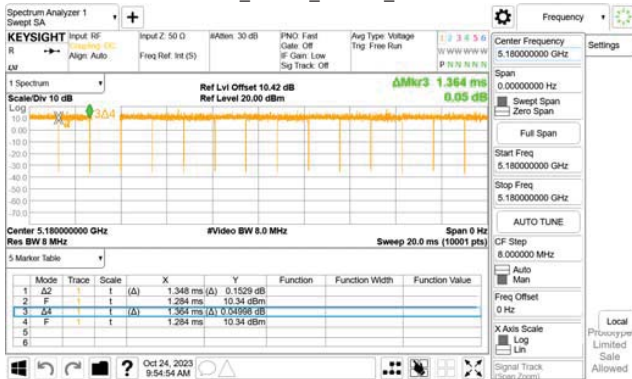 Spectrum Analyzer 1
Swept SA
Frequency
KEYSIGHT
R
LXI
Input: RF
Coupling: DC
Align: Auto
Input Z: 50 Ω
Freq Ref: Int (S)
#Atten: 30 dB
PNO: Fast
Gate: Off
IF Gain: Low
Sig Track: Off
Avg Type: Voltage
Trig: Free Run
1 2 3 4 5 6
W W W W W W
P N N N N N
1 Spectrum
Scale/Div 10 dB
Ref Lvl Offset 10.42 dB
Ref Level 20.00 dBm
ΔMkr3 1.364 ms
0.05 dB
Log
10.0
0.00
-10.0
-20.0
-30.0
-40.0
-50.0
-60.0
-70.0
3Δ4
Center 5.180000000 GHz
Res BW 8 MHz
#Video BW 8.0 MHz
Span 0 Hz
Sweep 20.0 ms (10001 pts)
5 Marker Table
Mode Trace Scale X Y Function Function Width Function Value
1 Δ2 1 t (Δ) 1.348 ms (Δ) 0.1529 dB
2 F 1 t 1.284 ms 10.34 dBm
3 Δ4 1 t (Δ) 1.364 ms (Δ) 0.04998 dB
4 F 1 t 1.284 ms 10.34 dBm
5
6
Oct 24, 2023
9:54:54 AM
Center Frequency
5.180000000 GHz
Span
0.00000000 Hz
Swept Span
Zero Span
Full Span
Start Freq
5.180000000 GHz
Stop Freq
5.180000000 GHz
AUTO TUNE
CF Step
8.000000 MHz
Auto
Man
Freq Offset
0 Hz
X Axis Scale
Log
Lin
Signal Track
(Span Zoom)
Settings
Local
Prototype
Limited
Sale
Allowed